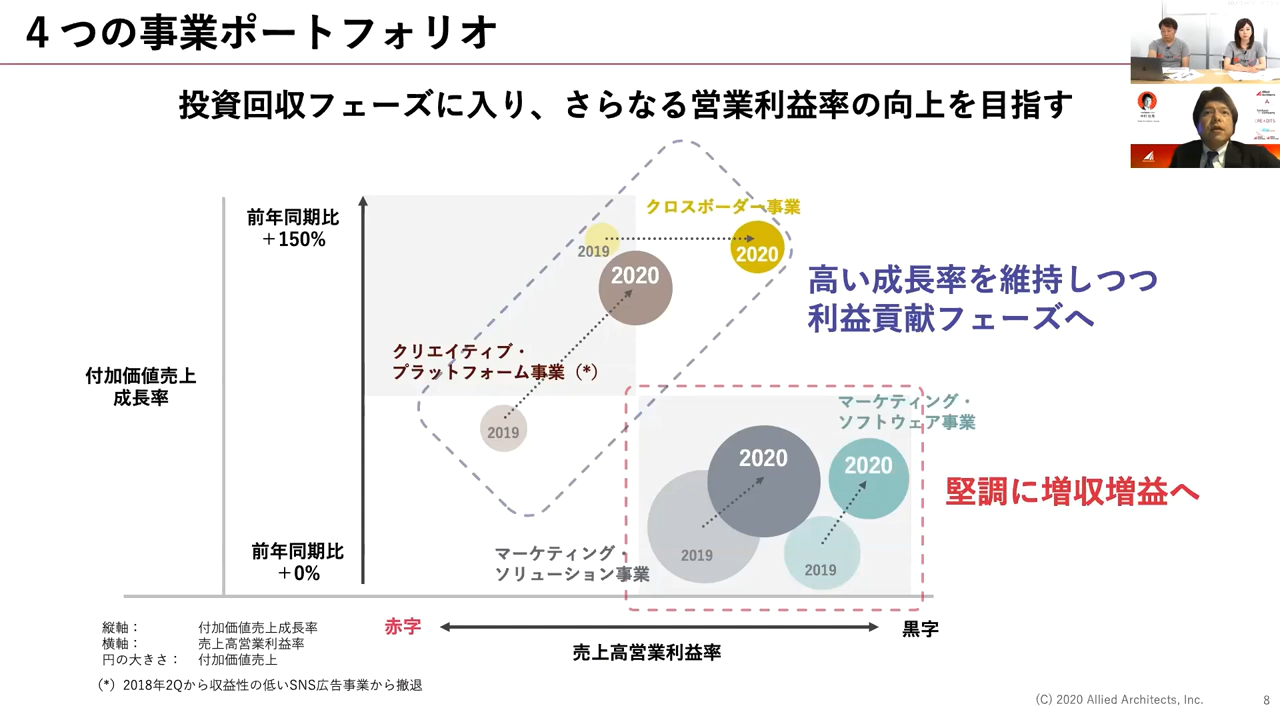 4つの事業ポートフォリオ
投資回収フェーズに入り、さらなる営業利益率の向上を目指す
前年同期比
＋150%
クロスボーダー事業
2019
2020
2020
高い成長率を維持しつつ
利益貢献フェーズへ
クリエイティブ・
プラットフォーム事業（*）
付加価値売上
成長率
2019
マーケティング・
ソフトウェア事業
2020
2020
堅調に増収増益へ
前年同期比
＋0%
マーケティング・
ソリューション事業
2019
2019
赤字
黒字
売上高営業利益率
縦軸： 付加価値売上成長率
横軸： 売上高営業利益率
円の大きさ： 付加価値売上
(*) 2018年2Qから収益性の低いSNS広告事業から撤退
(C) 2020 Allied Architects, Inc.
8